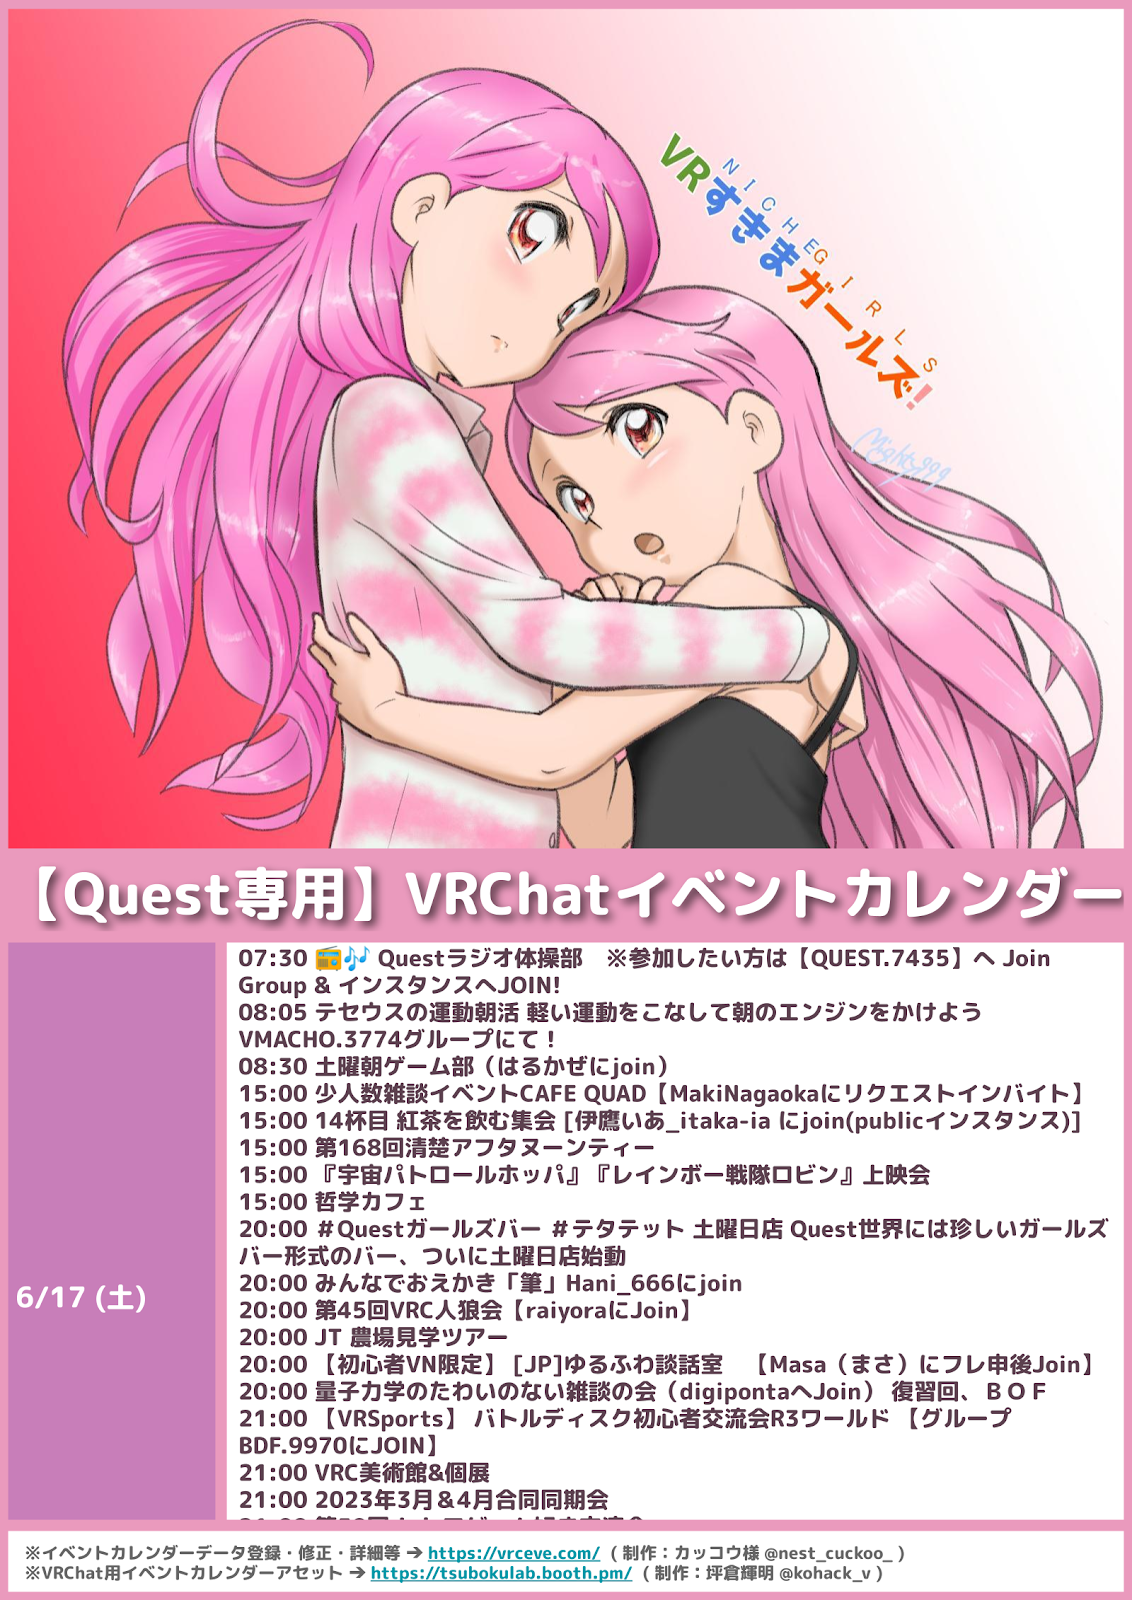 NICHE GIRLS
VRすきまガールズ!
Mighty999
【Quest専用】VRChatイベントカレンダー
6/17 (土)
07:30 📻🎶 Questラジオ体操部　※参加したい方は【QUEST.7435】へ Join
Group & インスタンスへJOIN!
08:05 テセウスの運動朝活 軽い運動をこなして朝のエンジンをかけよう
VMACHO.3774グループにて！
08:30 土曜朝ゲーム部（はるかぜにjoin）
15:00 少人数雑談イベントCAFE QUAD【MakiNagaokaにリクエストインバイト】
15:00 14杯目 紅茶を飲む集会 [伊鷹いあ_itaka-ia にjoin(publicインスタンス)]
15:00 第168回清楚アフタヌーンティー
15:00 『宇宙パトロールホッパ』『レインボー戦隊ロビン』上映会
15:00 哲学カフェ
20:00 ＃Questガールズバー ＃テタテット 土曜日店 Quest世界には珍しいガールズ
バー形式のバー、ついに土曜日店始動
20:00 みんなでおえかき「筆」Hani_666にjoin
20:00 第45回VRC人狼会【raiyoraにJoin】
20:00 JT 農場見学ツアー
20:00 【初心者VN限定】 [JP]ゆるふわ談話室　【Masa（まさ）にフレ申後Join】
20:00 量子力学のたわいのない雑談の会（digipontaへJoin） 復習回、ＢＯＦ
21:00 【VRSports】 バトルディスク初心者交流会R3ワールド 【グループ
BDF.9970にJOIN】
21:00 VRC美術館&個展
21:00 2023年3月＆4月合同同期会
※イベントカレンダーデータ登録・修正・詳細等 ➔ https://vrceve.com/ ( 制作：カッコウ様 @nest_cuckoo_ )
※VRChat用イベントカレンダーアセット ➔ https://tsubokulab.booth.pm/ ( 制作：坪倉輝明 @kohack_v )